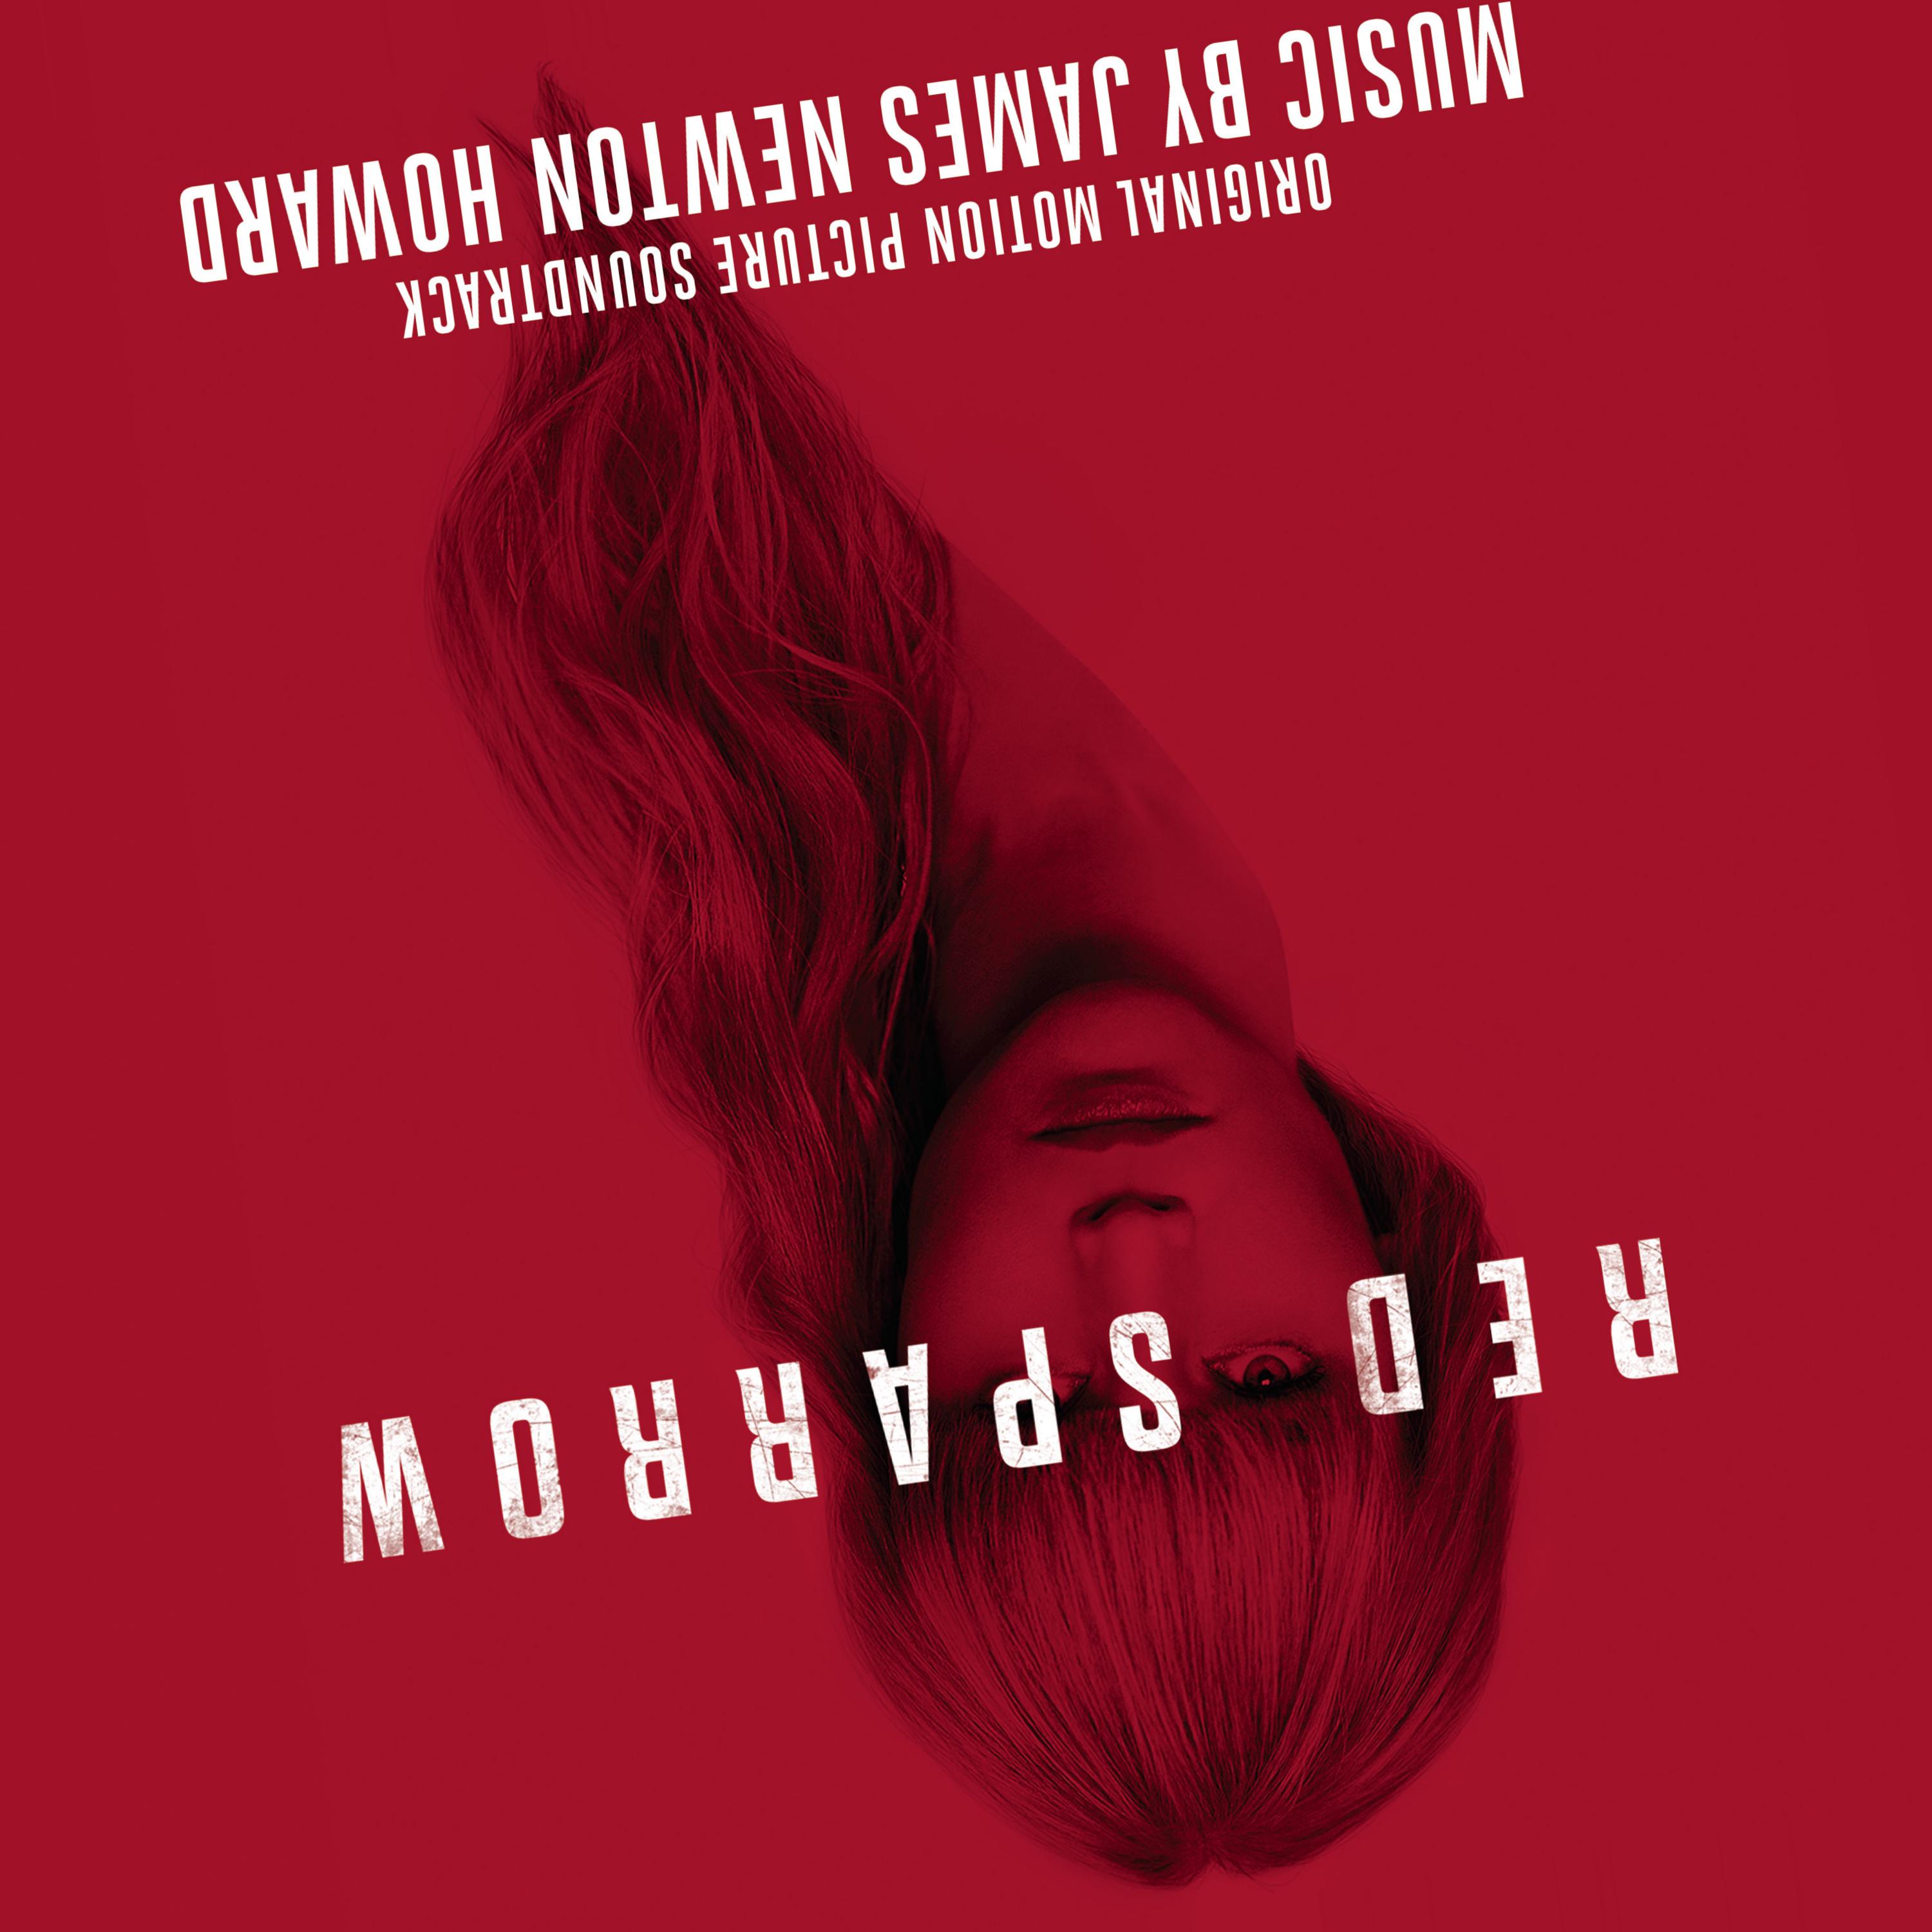 RED SPARROW
ORIGINAL MOTION PICTURE SOUNDTRACK
MUSIC BY JAMES NEWTON HOWARD